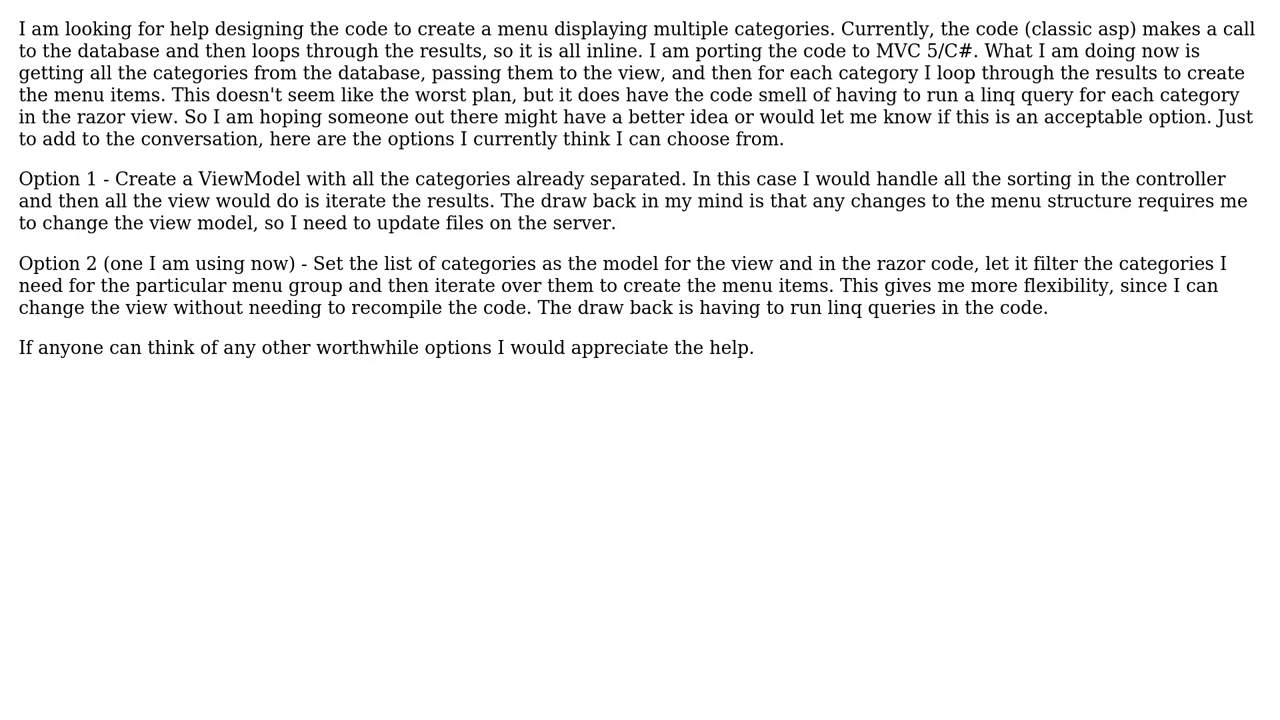 I am looking for help designing the code to create a menu displaying multiple categories. Currently, the code (classic asp) makes a call
to the database and then loops through the results, so it is all inline. I am porting the code to MVC 5/C#. What I am doing now is
getting all the categories from the database, passing them to the view, and then for each category I loop through the results to create
the menu items. This doesn't seem like the worst plan, but it does have the code smell of having to run a linq query for each category
in the razor view. So I am hoping someone out there might have a better idea or would let me know if this is an acceptable option. Just
to add to the conversation, here are the options I currently think I can choose from.
Option 1 - Create a ViewModel with all the categories already separated. In this case I would handle all the sorting in the controller
and then all the view would do is iterate the results. The draw back in my mind is that any changes to the menu structure requires me
to change the view model, so I need to update files on the server.
Option 2 (one I am using now) - Set the list of categories as the model for the view and in the razor code, let it filter the categories I
need for the particular menu group and then iterate over them to create the menu items. This gives me more flexibility, since I can
change the view without needing to recompile the code. The draw back is having to run linq queries in the code.
If anyone can think of any other worthwhile options I would appreciate the help.